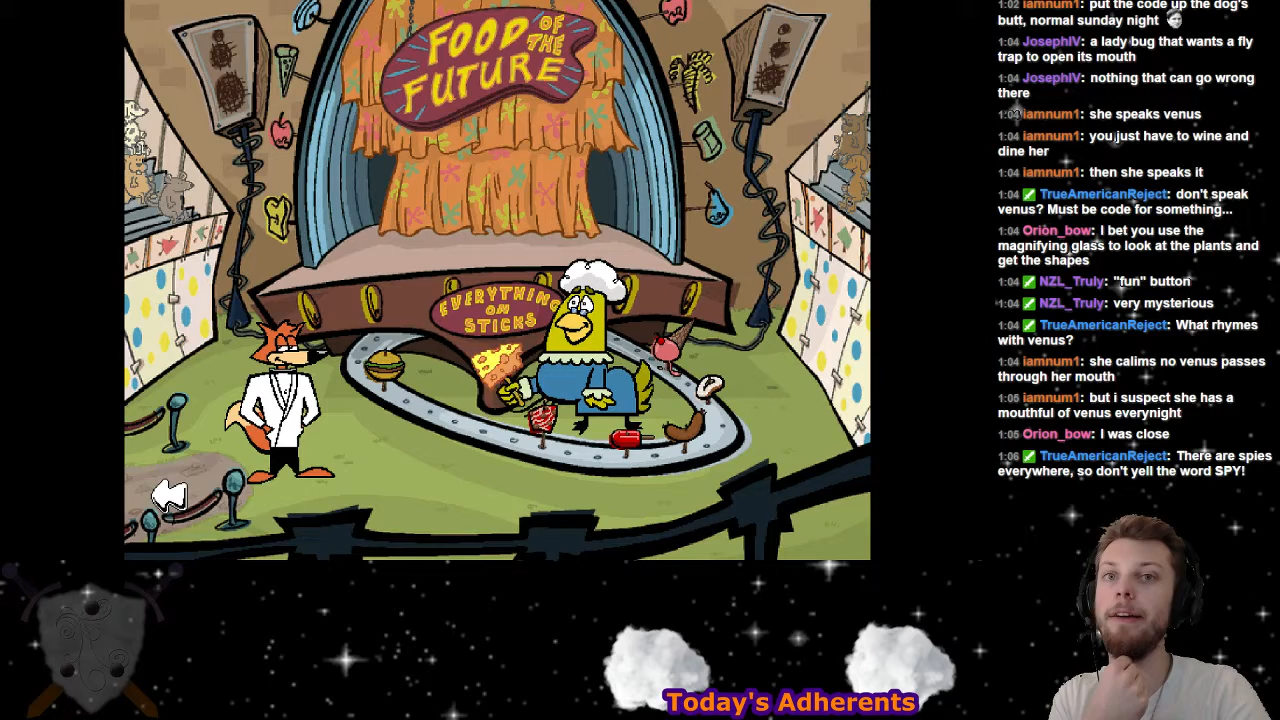 FOOD
OF
THE
FUTURE
EVERYTHING
ON
STICKS
1:02 iamnum1: put the code up the dog's
butt, normal sunday night
1:04 JosephIV: a lady bug that wants a fly
trap to open its mouth
1:04 JosephIV: nothing that can go wrong
there
1:04 iamnum1: she speaks venus
1:04 iamnum1: you just have to wine and
dine her
1:04 iamnum1: then she speaks it
1:04 TrueAmericanReject: don't speak
venus? Must be code for something...
1:04 Orion_bow: I bet you use the
magnifying glass to look at the plants and
get the shapes
1:04 NZL_Truly: "fun" button
1:04 NZL_Truly: very mysterious
1:04 TrueAmericanReject: What rhymes
with venus?
1:04 iamnum1: she calims no venus passes
through her mouth
1:05 iamnum1: but i suspect she has a
mouthful of venus everynight
1:05 Orion_bow: I was close
1:06 TrueAmericanReject: There are spies
everywhere, so don't yell the word SPY!
Today's Adherents